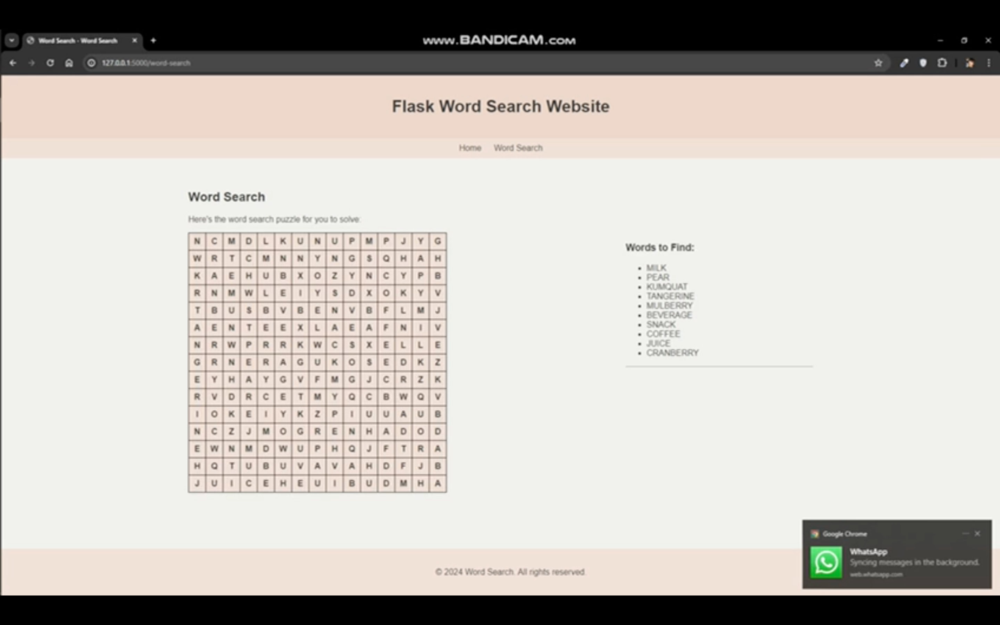 Word Search - Word Search
www.BANDICAM.COM
127.0.0.1:5000/word-search
Flask Word Search Website
Home Word Search
Word Search
Here's the word search puzzle for you to solve:
N C M D L K U N U P M P J Y G
W R T C M N N Y N G S Q H A H
K A E H U B X O Z Y N C Y P B
R N M W L E I Y S D X O K Y V
T B U S B V B E N V B F L M J
A E N T E E X L A E A F N I V
N R W P R R K W C S X E L L E
G R N E R A G U K O S E D K Z
E Y H A Y G V F M G J C R Z K
R V D R C E T M Y Q C B W Q V
I O K E I Y K Z P I U U A U B
N C Z J M O G R E N H A D O D
E W N M D W U P H Q J F T R A
H Q T U B U V A V A H D F J B
J U I C E H E U I B U D M H A
Words to Find:
MILK
PEAR
KUMQUAT
TANGERINE
MULBERRY
BEVERAGE
SNACK
COFFEE
JUICE
CRANBERRY
Google Chrome
WhatsApp
Syncing messages in the background.
web.whatsapp.com
© 2024 Word Search. All rights reserved.